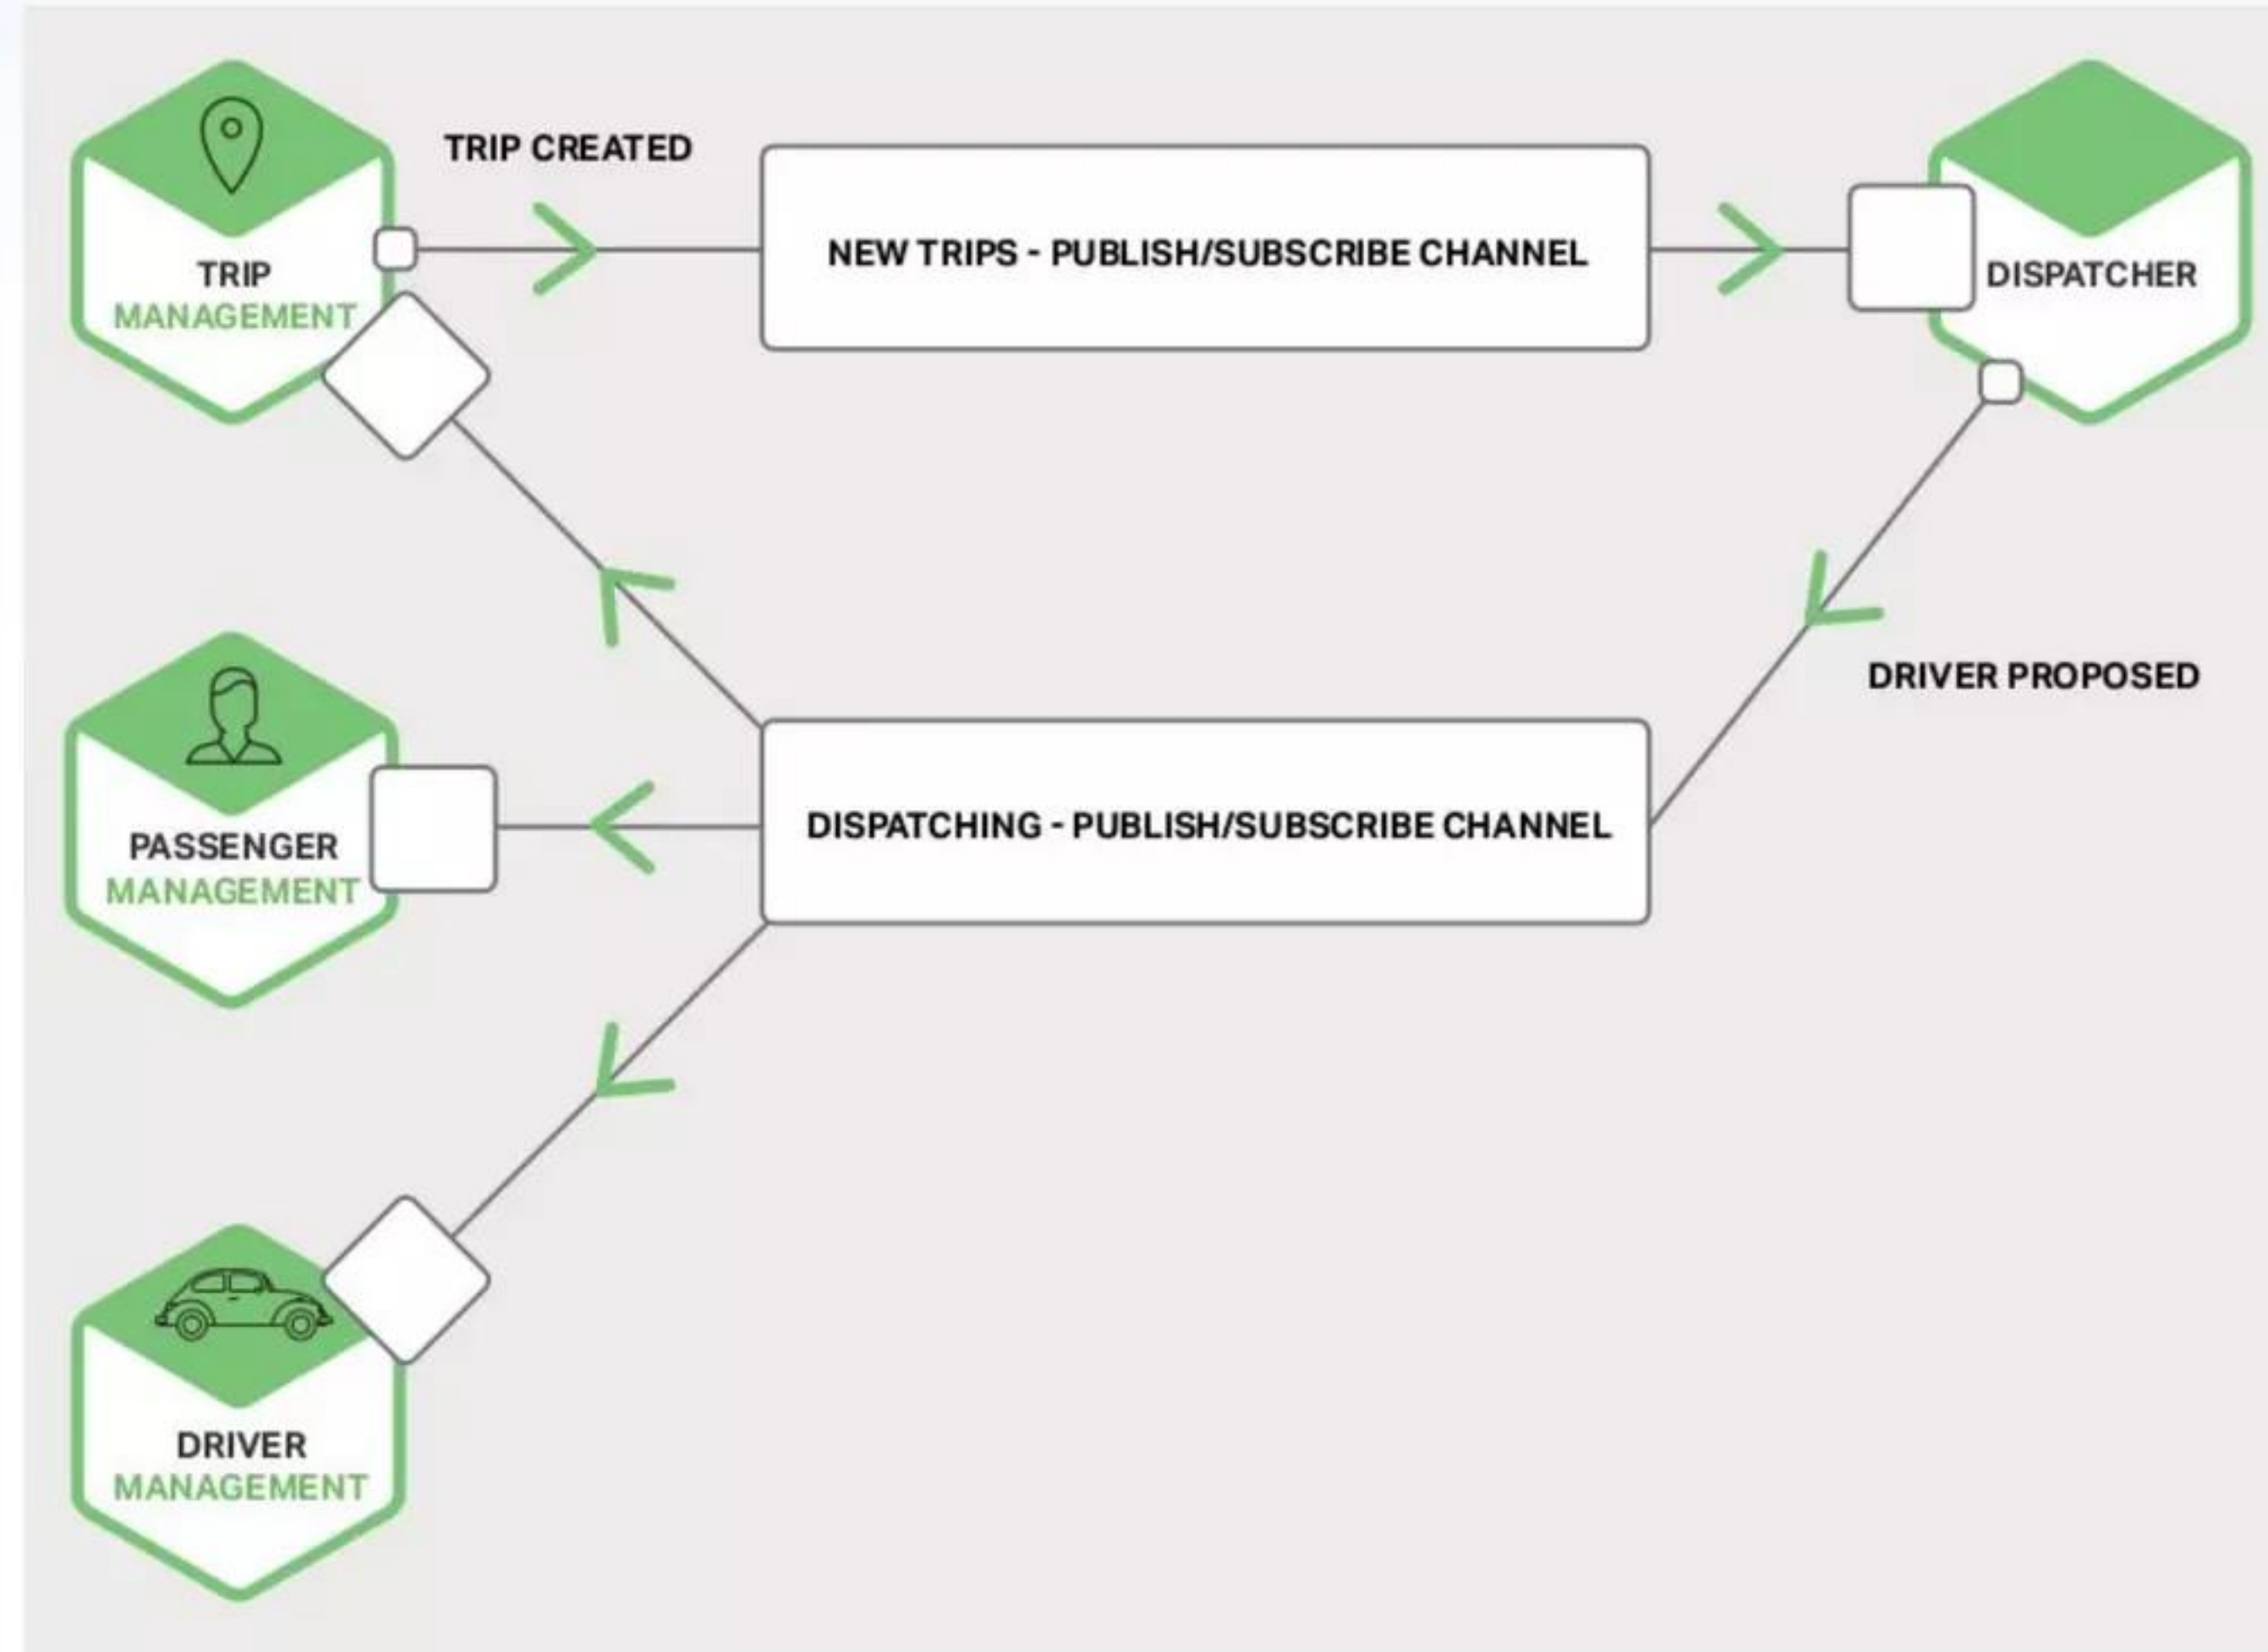 TRIP CREATED
TRIP
MANAGEMENT
NEW TRIPS - PUBLISH/SUBSCRIBE CHANNEL
DISPATCHER
DRIVER PROPOSED
PASSENGER
MANAGEMENT
DISPATCHING - PUBLISH/SUBSCRIBE CHANNEL
DRIVER
MANAGEMENT